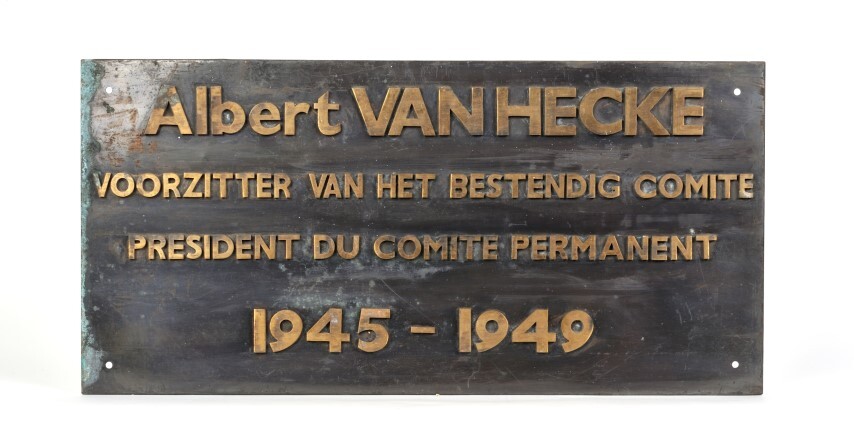 Albert VAN HECKE
VOORZITTER VAN HET BESTENDIG COMITE
PRESIDENT DU COMITE PERMANENT
1945 - 1949